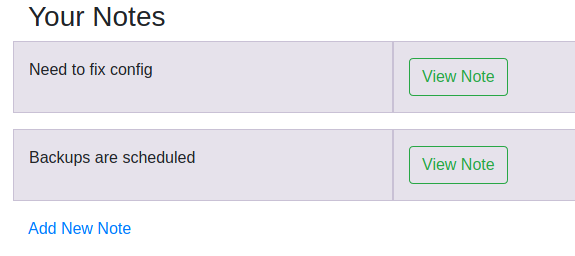 Your Notes
Need to fix config
View Note
Backups are scheduled
View Note
Add New Note